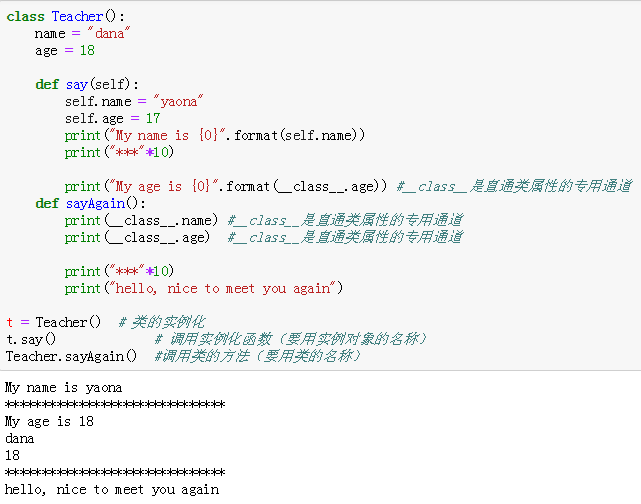 class Teacher():
    name = "dana"
    age = 18
    def say(self):
        self.name = "yaona"
        self.age = 17
        print("My name is {0}".format(self.name))
        print("***"*10)
        print("My age is {0}".format(__class__.age)) #__class__是直通类属性的专用通道
    def sayAgain():
        print(__class__.name) #__class__是直通类属性的专用通道
        print(__class__.age)  #__class__是直通类属性的专用通道
        print("***"*10)
        print("hello, nice to meet you again")
t = Teacher()  # 类的实例化
t.say()            # 调用实例化函数（要用实例对象的名称）
Teacher.sayAgain()  #调用类的方法（要用类的名称）
My name is yaona
******************************
My age is 18
dana
18
******************************
hello, nice to meet you again